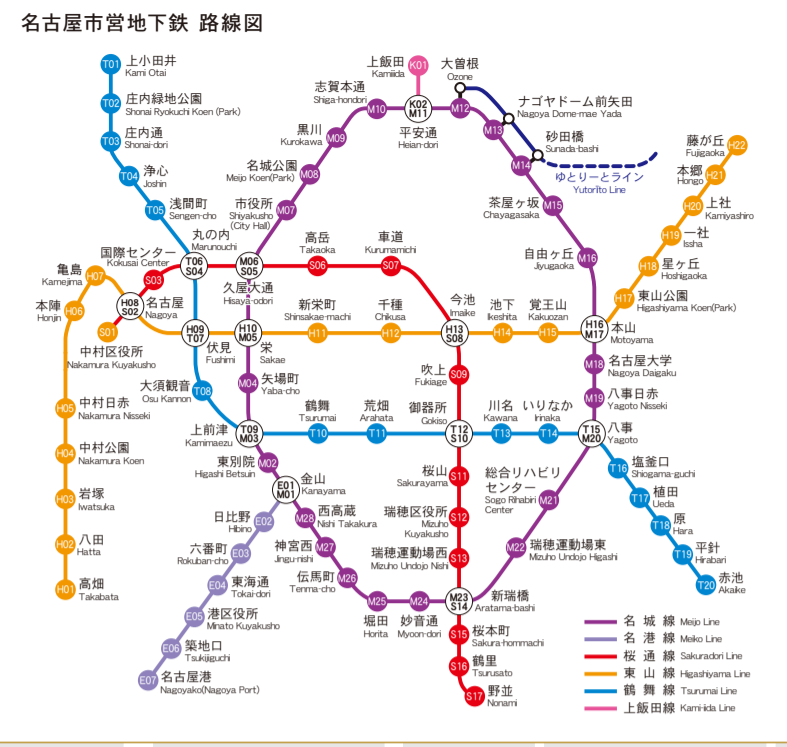 名古屋市営地下鉄 路線図
T01
上小田井
Kami Otai
T02
庄内緑地公園
Shonai Ryokuchi Koen (Park)
T03
庄内通
Shonai-dori
T04
浄心
Joshin
T05
浅間町
Sengen-cho
丸の内
Marunouchi
T06
S04
上飯田
Kamiida
K01
K02
M11
平安通
Heian-dori
志賀本通
Shiga-hondori
M10
黒川
Kurokawa
M09
名城公園
Meijo Koen(Park)
M08
市役所
Shiyakusho
(City Hall)
M07
大曽根
Ozone
M12
ナゴヤドーム前矢田
Nagoya Dome-mae Yada
M13
砂田橋
Sunada-bashi
M14
ゆとりーとライン
Yutorīto Line
茶屋ヶ坂
Chayagasaka
M15
自由ヶ丘
Jiyugaoka
M16
藤が丘
Fujigaoka
H22
本郷
Hongo
H21
上社
Kamiyashiro
H20
一社
Issha
H19
星ヶ丘
Hoshigaoka
H18
東山公園
Higashiyama Koen(Park)
H17
国際センター
Kokusai Center
S03
M06
S05
久屋大通
Hisaya-odori
高岳
Takaoka
S06
車道
Kurumamichi
S07
亀島
Kamejima
H07
本陣
Honjin
H06
H08
S02
名古屋
Nagoya
S01
中村区役所
Nakamura Kuyakusho
H09
T07
伏見
Fushimi
H10
M05
栄
Sakae
新栄町
Shinsakae-machi
H11
千種
Chikusa
H12
今池
Imaike
H13
S08
池下
Ikeshita
H14
覚王山
Kakuozan
H15
H16
M17
本山
Motoyama
M18
名古屋大学
Nagoya Daigaku
M19
八事日赤
Yagoto Nisseki
大須観音
Osu Kannon
T08
M04
矢場町
Yaba-cho
吹上
Fukiage
S09
H05
中村日赤
Nakamura Nisseki
H04
中村公園
Nakamura Koen
H03
岩塚
Iwatsuka
H02
八田
Hatta
H01
高畑
Takabata
上前津
Kamimaezu
T09
M03
鶴舞
Tsurumai
T10
荒畑
Arahata
T11
御器所
Gokiso
T12
S10
川名
Kawana
T13
いりなか
Irinaka
T14
T15
M20
八事
Yagoto
東別院
Higashi Betsuin
M02
E01
M01
金山
Kanayama
M28
西高蔵
Nishi Takakura
神宮西
Jingu-nishi
M27
伝馬町
Tenma-cho
M26
M25
堀田
Horita
M24
妙音通
Myoon-dori
M23
S14
新瑞橋
Aratama-bashi
桜山
Sakurayama
S11
瑞穂区役所
Mizuho
Kuyakusho
S12
瑞穂運動場西
Mizuho Undojo Nishi
S13
総合リハビリ
センター
Sogo Rihabiri
Center
M21
M22
瑞穂運動場東
Mizuho Undojo Higashi
T16
塩釜口
Shiogama-guchi
T17
植田
Ueda
T18
原
Hara
T19
平針
Hirabari
T20
赤池
Akaike
日比野
Hibino
E02
六番町
Rokuban-cho
E03
E04
東海通
Tokai-dori
E05
港区役所
Minato Kuyakusho
E06
築地口
Tsukijiguchi
E07
名古屋港
Nagoyako(Nagoya Port)
S15
桜本町
Sakura-hommachi
S16
鶴里
Tsurusato
S17
野並
Nonami
名城線 Meijo Line
名港線 Meiko Line
桜通線 Sakuradori Line
東山線 Higashiyama Line
鶴舞線 Tsurumai Line
上飯田線 Kami-iida Line